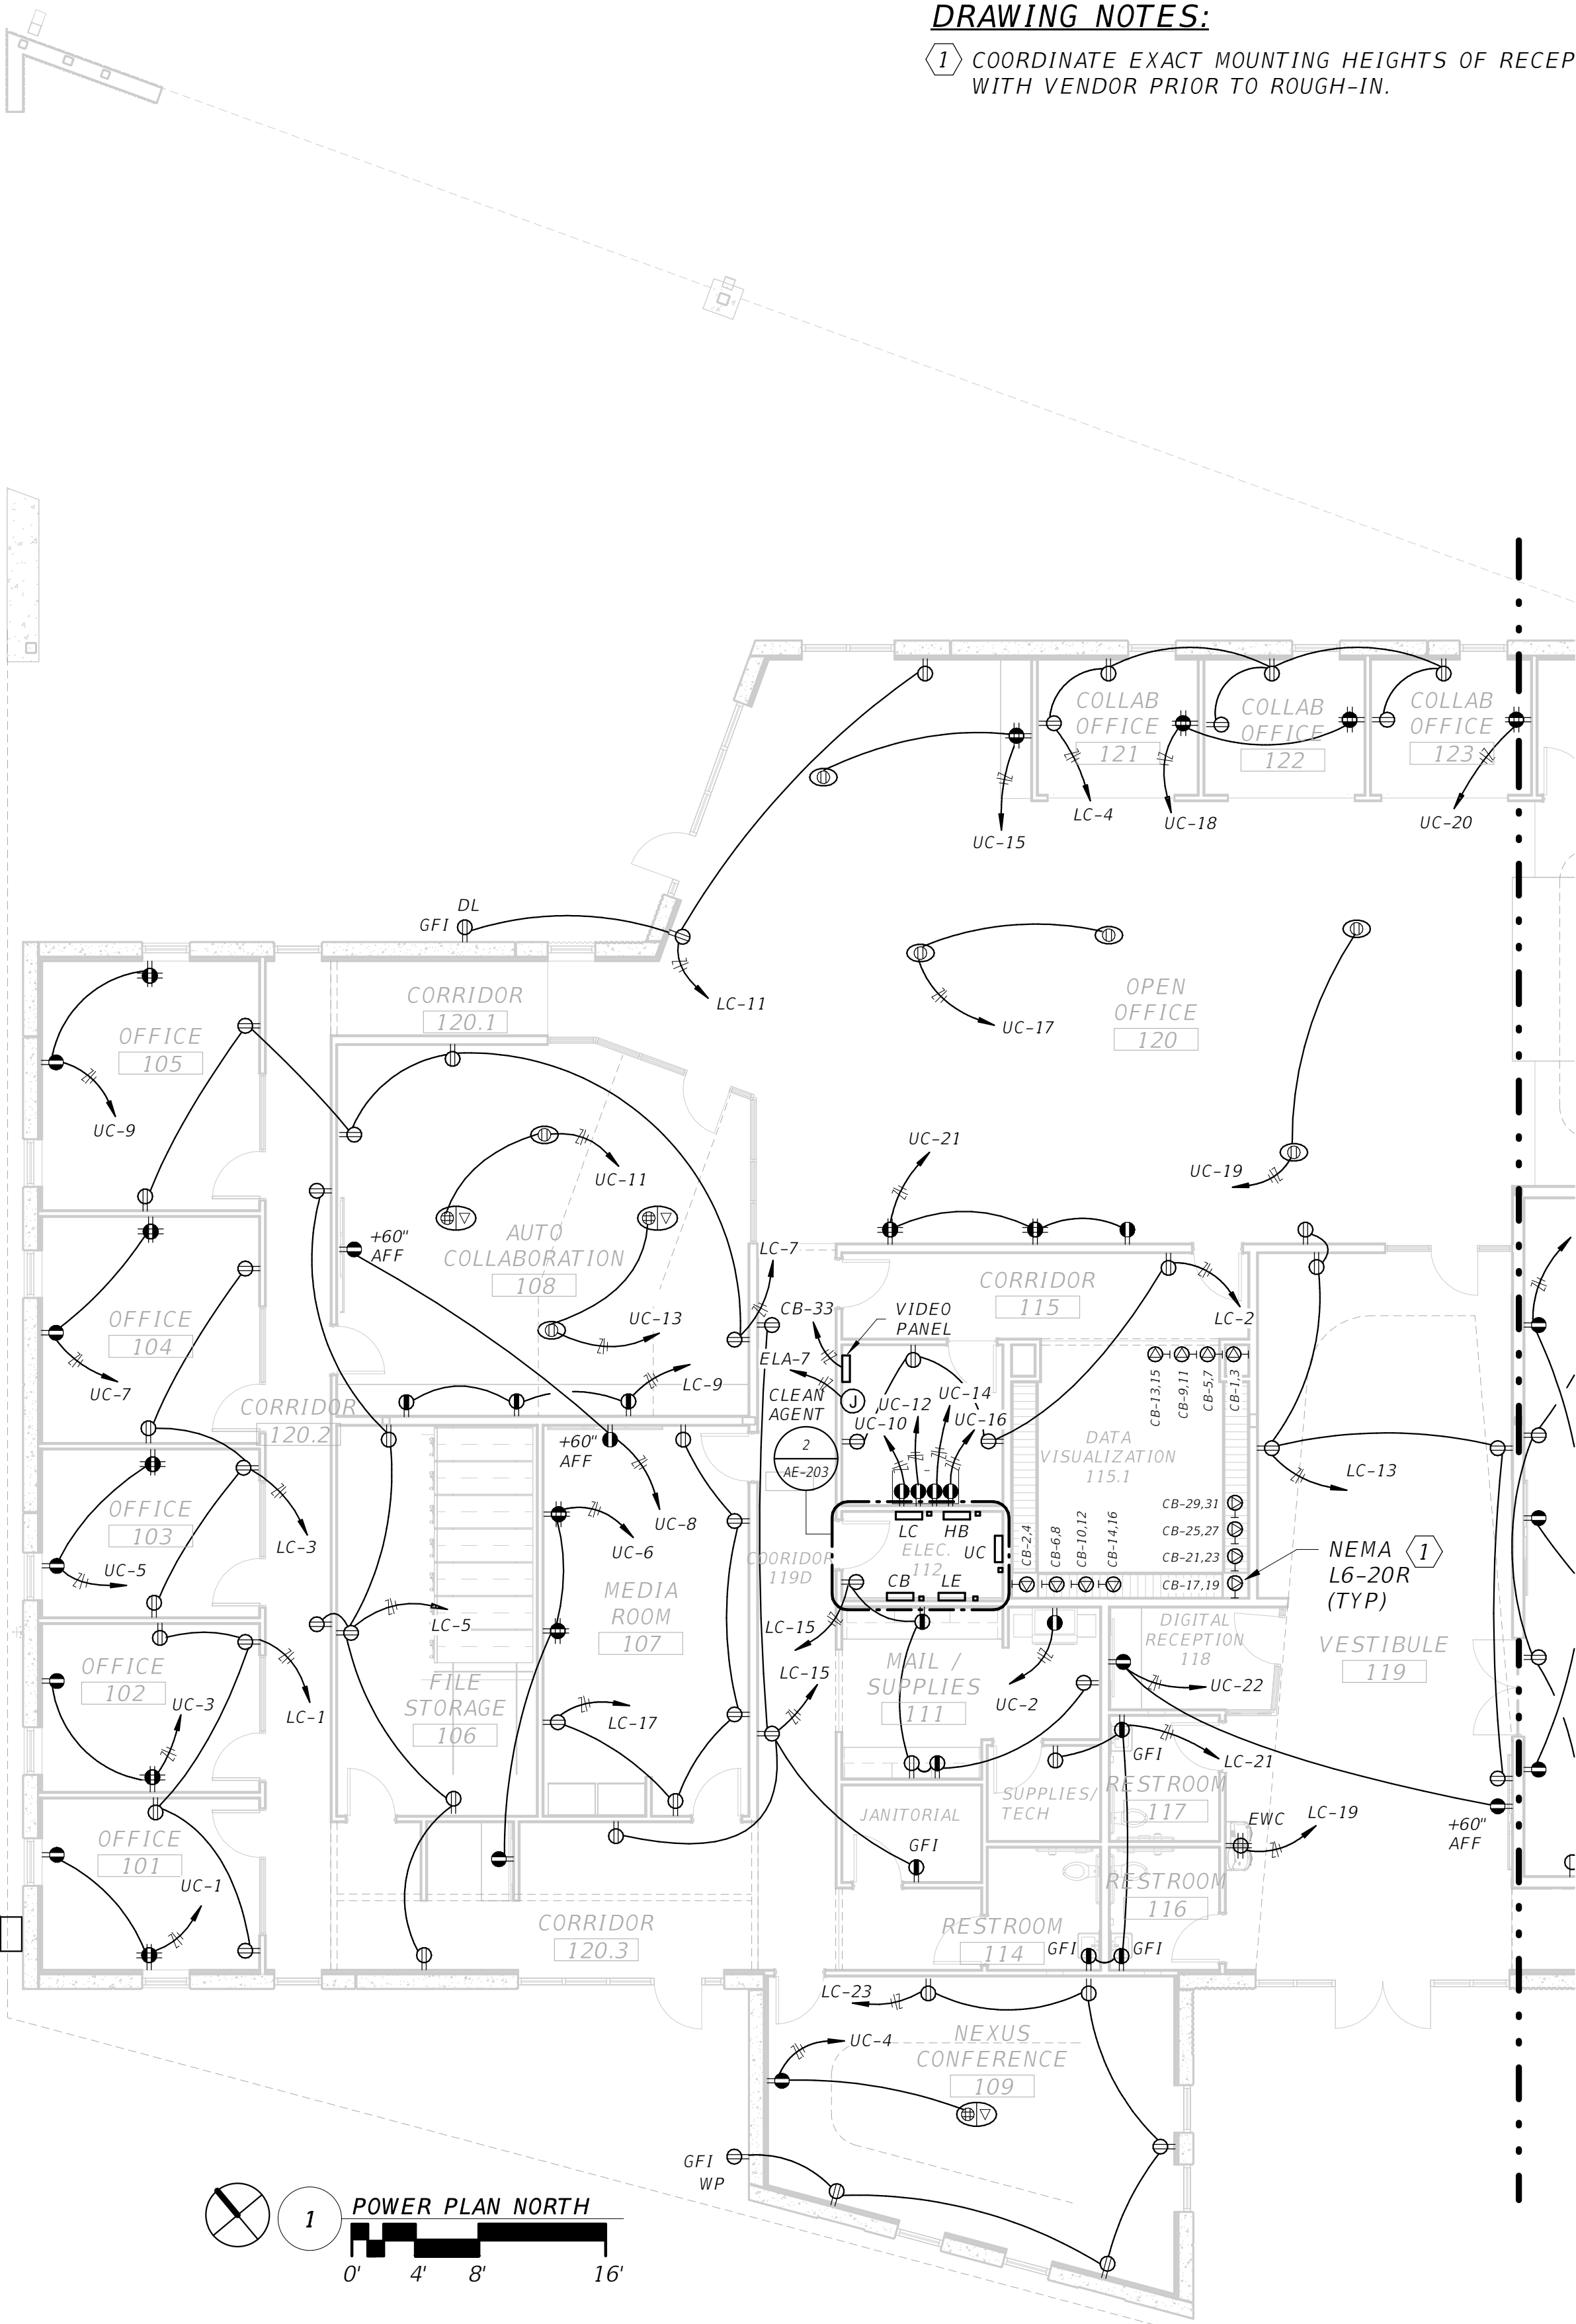 DRAWING NOTES:
1 COORDINATE EXACT MOUNTING HEIGHTS OF RECEP
WITH VENDOR PRIOR TO ROUGH-IN.
COLLAB
OFFICE
121
COLLAB
OFFICE
122
COLLAB
OFFICE
123
LC-4
UC-18
UC-20
UC-15
DL
GFI
LC-11
CORRIDOR
120.1
OPEN
OFFICE
120
UC-17
OFFICE
105
UC-9
UC-11
UC-21
UC-19
+60"
AFF
AUTO
COLLABORATION
108
LC-7
CORRIDOR
115
OFFICE
104
UC-7
UC-13
CB-33
VIDEO
PANEL
LC-2
ELA-7
J
LC-9
CLEAN
AGENT
UC-10
UC-12
UC-14
UC-16
CB-13,15
CB-9,11
CB-5,7
CB-1,3
CORRIDOR
120.2
+60"
AFF
2
AE-203
DATA
VISUALIZATION
115.1
LC-13
OFFICE
103
UC-5
LC-3
UC-8
UC-6
CB-29,31
CB-25,27
CB-21,23
CB-17,19
NEMA 1
L6-20R
(TYP)
LC
HB
UC
ELEC.
112
CB
LE
CB-2,4
CB-6,8
CB-10,12
CB-14,16
COORIDOR
119D
MEDIA
ROOM
107
LC-5
LC-15
DIGITAL
RECEPTION
118
VESTIBULE
119
OFFICE
102
UC-3
LC-1
FILE
STORAGE
106
LC-17
LC-15
MAIL /
SUPPLIES
111
UC-2
UC-22
GFI
LC-21
RESTROOM
117
SUPPLIES/
TECH
JANITORIAL
GFI
EWC
LC-19
+60"
AFF
OFFICE
101
UC-1
RESTROOM
116
CORRIDOR
120.3
RESTROOM
114
GFI
GFI
LC-23
UC-4
NEXUS
CONFERENCE
109
GFI
WP
1
POWER PLAN NORTH
0' 4' 8' 16'